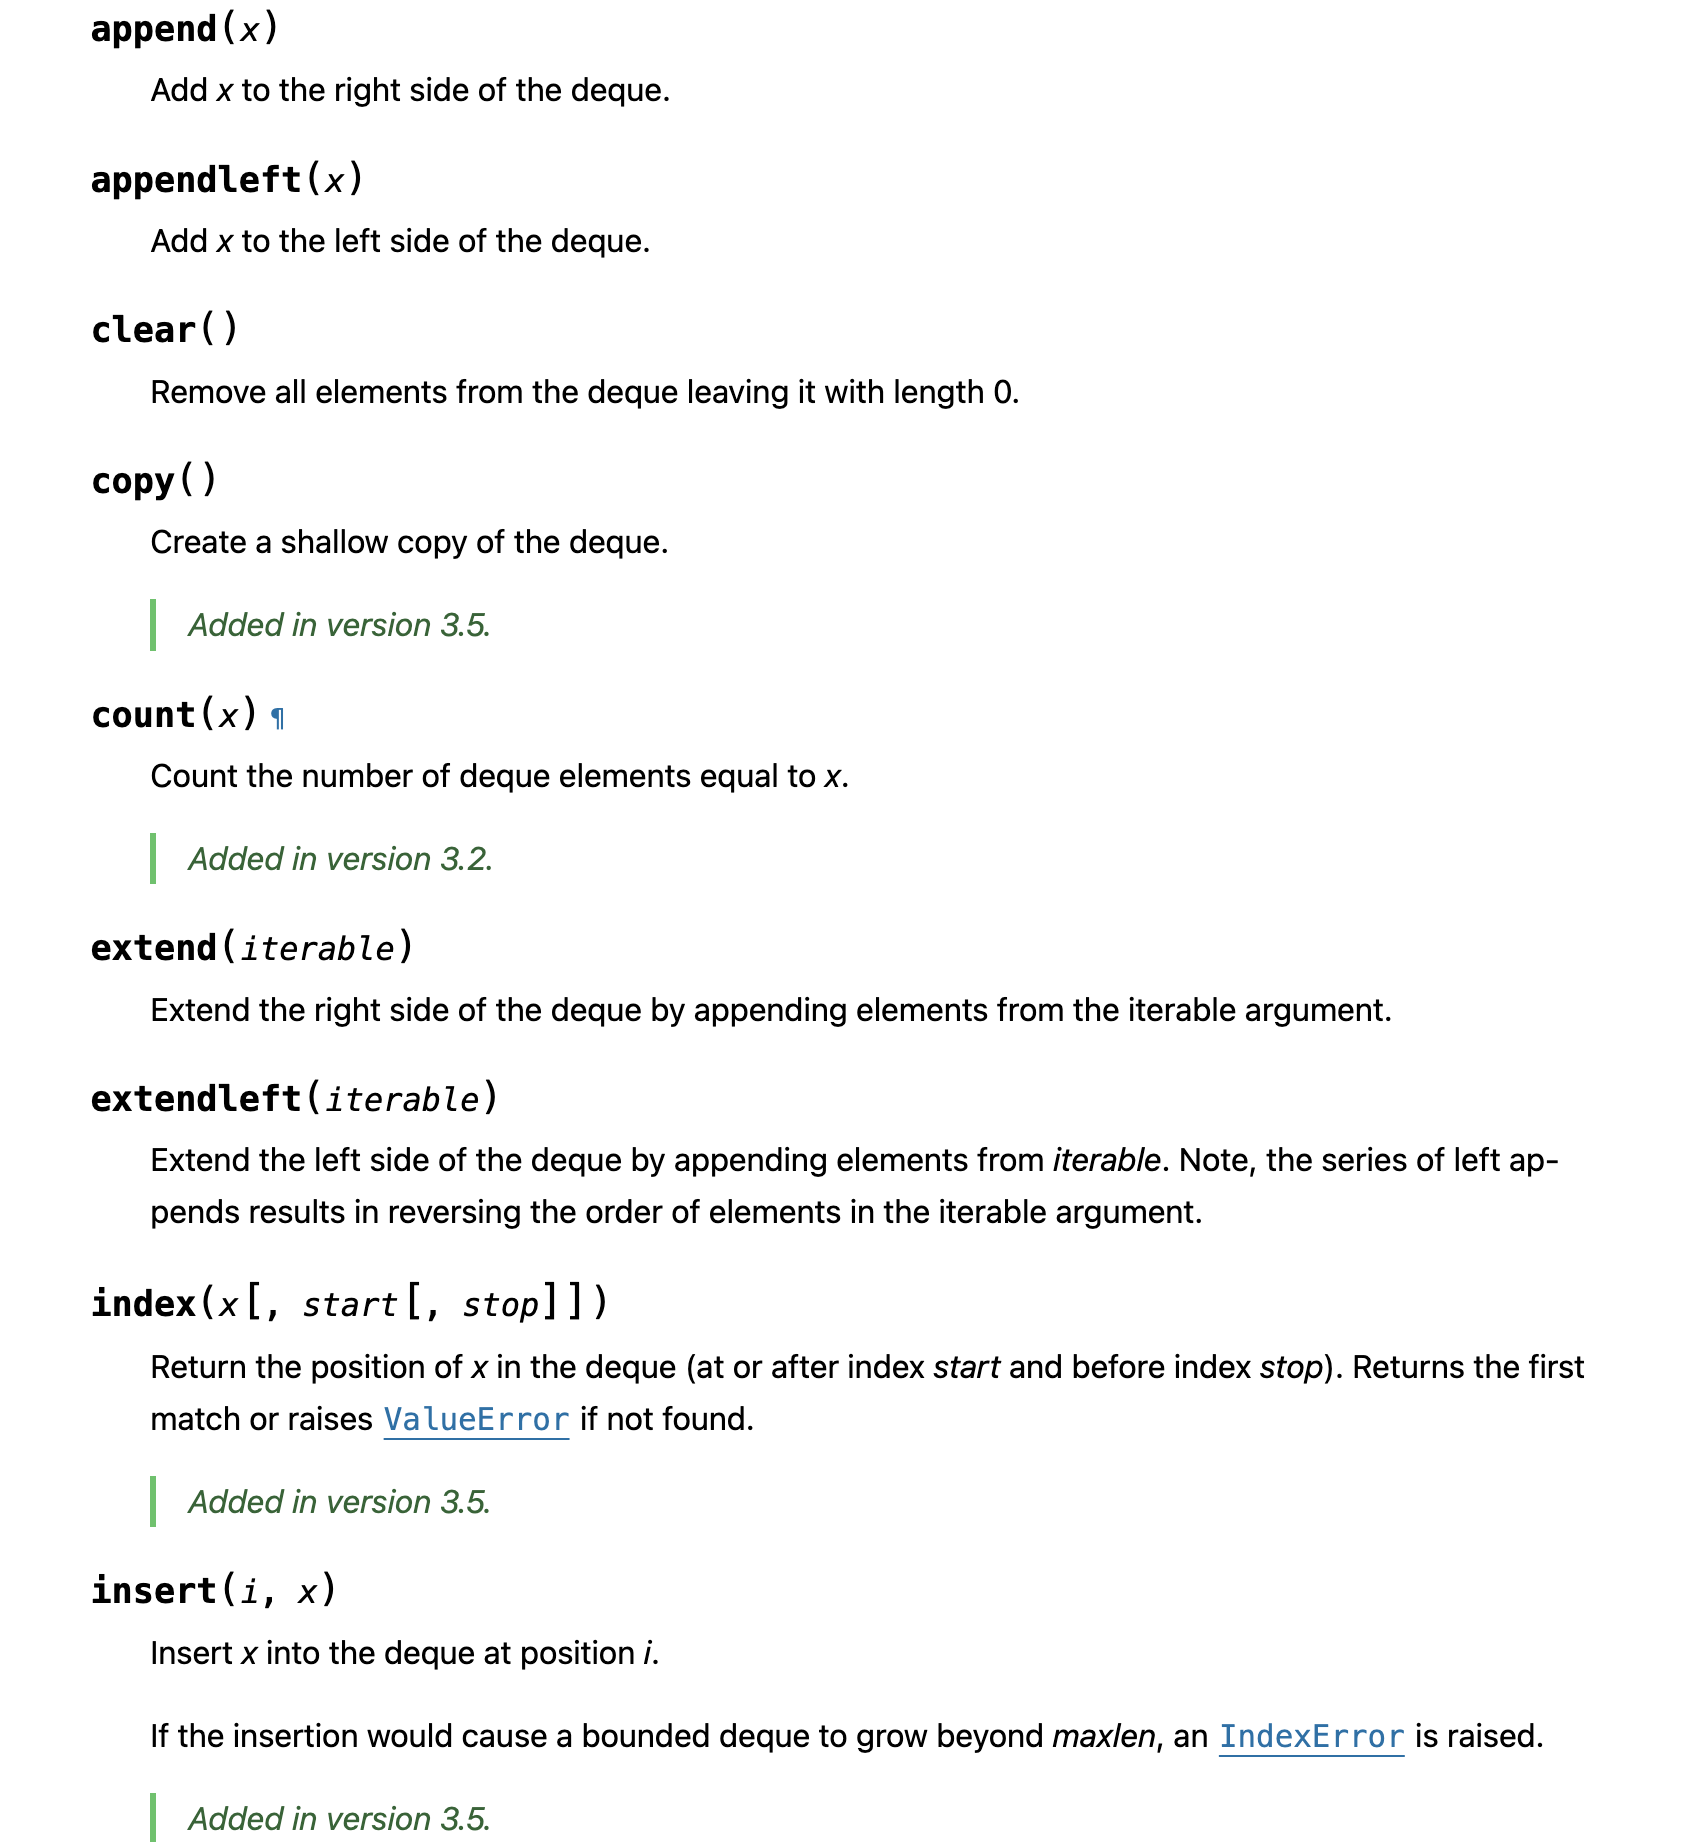 append(x)
Add x to the right side of the deque.
appendleft(x)
Add x to the left side of the deque.
clear()
Remove all elements from the deque leaving it with length 0.
copy()
Create a shallow copy of the deque.
Added in version 3.5.
count(x) ¶
Count the number of deque elements equal to x.
Added in version 3.2.
extend(iterable)
Extend the right side of the deque by appending elements from the iterable argument.
extendleft(iterable)
Extend the left side of the deque by appending elements from iterable. Note, the series of left ap-
pends results in reversing the order of elements in the iterable argument.
index(x[, start[, stop]])
Return the position of x in the deque (at or after index start and before index stop). Returns the first
match or raises ValueError if not found.
Added in version 3.5.
insert(i, x)
Insert x into the deque at position i.
If the insertion would cause a bounded deque to grow beyond maxlen, an IndexError is raised.
Added in version 3.5.